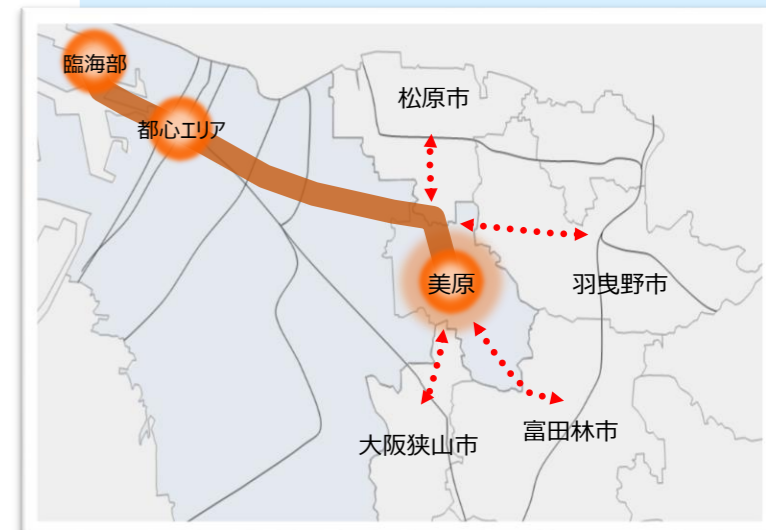 臨海部
都心エリア
松原市
美原
羽曳野市
大阪狭山市
富田林市